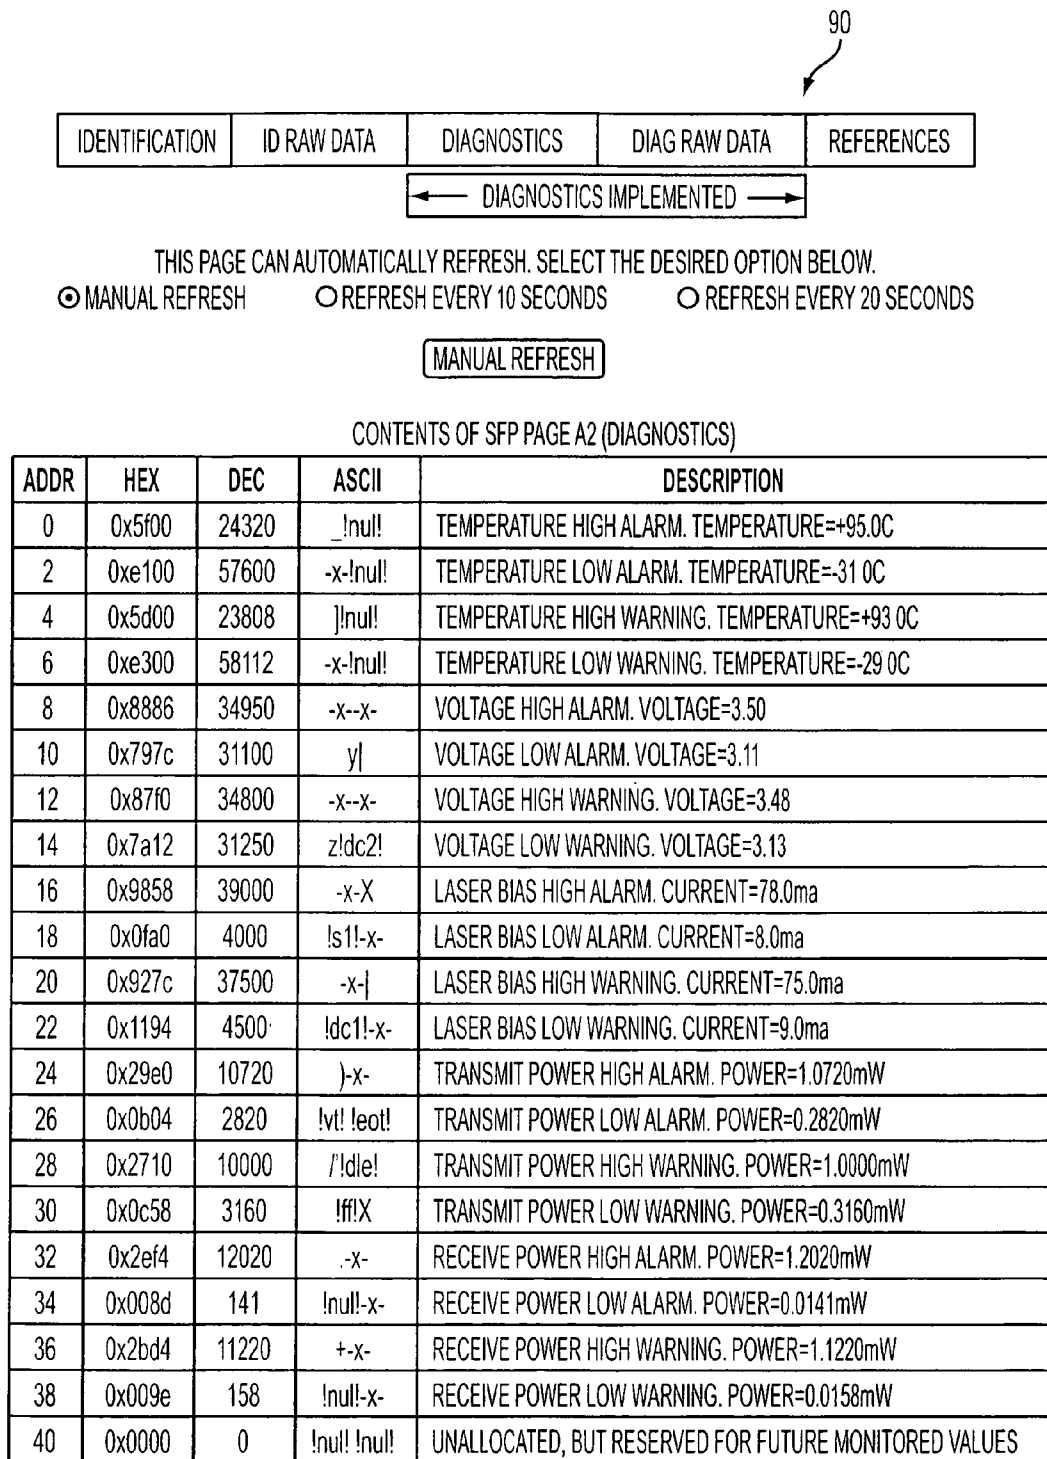 90
IDENTIFICATION ID RAW DATA DIAGNOSTICS DIAG RAW DATA REFERENCES
DIAGNOSTICS IMPLEMENTED
THIS PAGE CAN AUTOMATICALLY REFRESH. SELECT THE DESIRED OPTION BELOW.
MANUAL REFRESH REFRESH EVERY 10 SECONDS REFRESH EVERY 20 SECONDS
MANUAL REFRESH
CONTENTS OF SFP PAGE A2 (DIAGNOSTICS)
ADDR HEX DEC ASCII DESCRIPTION
0 0x5f00 24320 _!nul! TEMPERATURE HIGH ALARM. TEMPERATURE=+95.0C
2 0xe100 57600 -x-!nul! TEMPERATURE LOW ALARM. TEMPERATURE=-31 0C
4 0x5d00 23808 ]!nul! TEMPERATURE HIGH WARNING. TEMPERATURE=+93 0C
6 0xe300 58112 -x-!nul! TEMPERATURE LOW WARNING. TEMPERATURE=-29 0C
8 0x8886 34950 -x--x- VOLTAGE HIGH ALARM. VOLTAGE=3.50
10 0x797c 31100 y| VOLTAGE LOW ALARM. VOLTAGE=3.11
12 0x87f0 34800 -x--x- VOLTAGE HIGH WARNING. VOLTAGE=3.48
14 0x7a12 31250 z!dc2! VOLTAGE LOW WARNING. VOLTAGE=3.13
16 0x9858 39000 -x-X LASER BIAS HIGH ALARM. CURRENT=78.0ma
18 0x0fa0 4000 !s1!-x- LASER BIAS LOW ALARM. CURRENT=8.0ma
20 0x927c 37500 -x-| LASER BIAS HIGH WARNING. CURRENT=75.0ma
22 0x1194 4500 !dc1!-x- LASER BIAS LOW WARNING. CURRENT=9.0ma
24 0x29e0 10720 )-x- TRANSMIT POWER HIGH ALARM. POWER=1.0720mW
26 0x0b04 2820 !vt! !eot! TRANSMIT POWER LOW ALARM. POWER=0.2820mW
28 0x2710 10000 /'!dle! TRANSMIT POWER HIGH WARNING. POWER=1.0000mW
30 0x0c58 3160 !ff!X TRANSMIT POWER LOW WARNING. POWER=0.3160mW
32 0x2ef4 12020 .-x- RECEIVE POWER HIGH ALARM. POWER=1.2020mW
34 0x008d 141 !nul!-x- RECEIVE POWER LOW ALARM. POWER=0.0141mW
36 0x2bd4 11220 +-x- RECEIVE POWER HIGH WARNING. POWER=1.1220mW
38 0x009e 158 !nul!-x- RECEIVE POWER LOW WARNING. POWER=0.0158mW
40 0x0000 0 !nul! !nul! UNALLOCATED, BUT RESERVED FOR FUTURE MONITORED VALUES